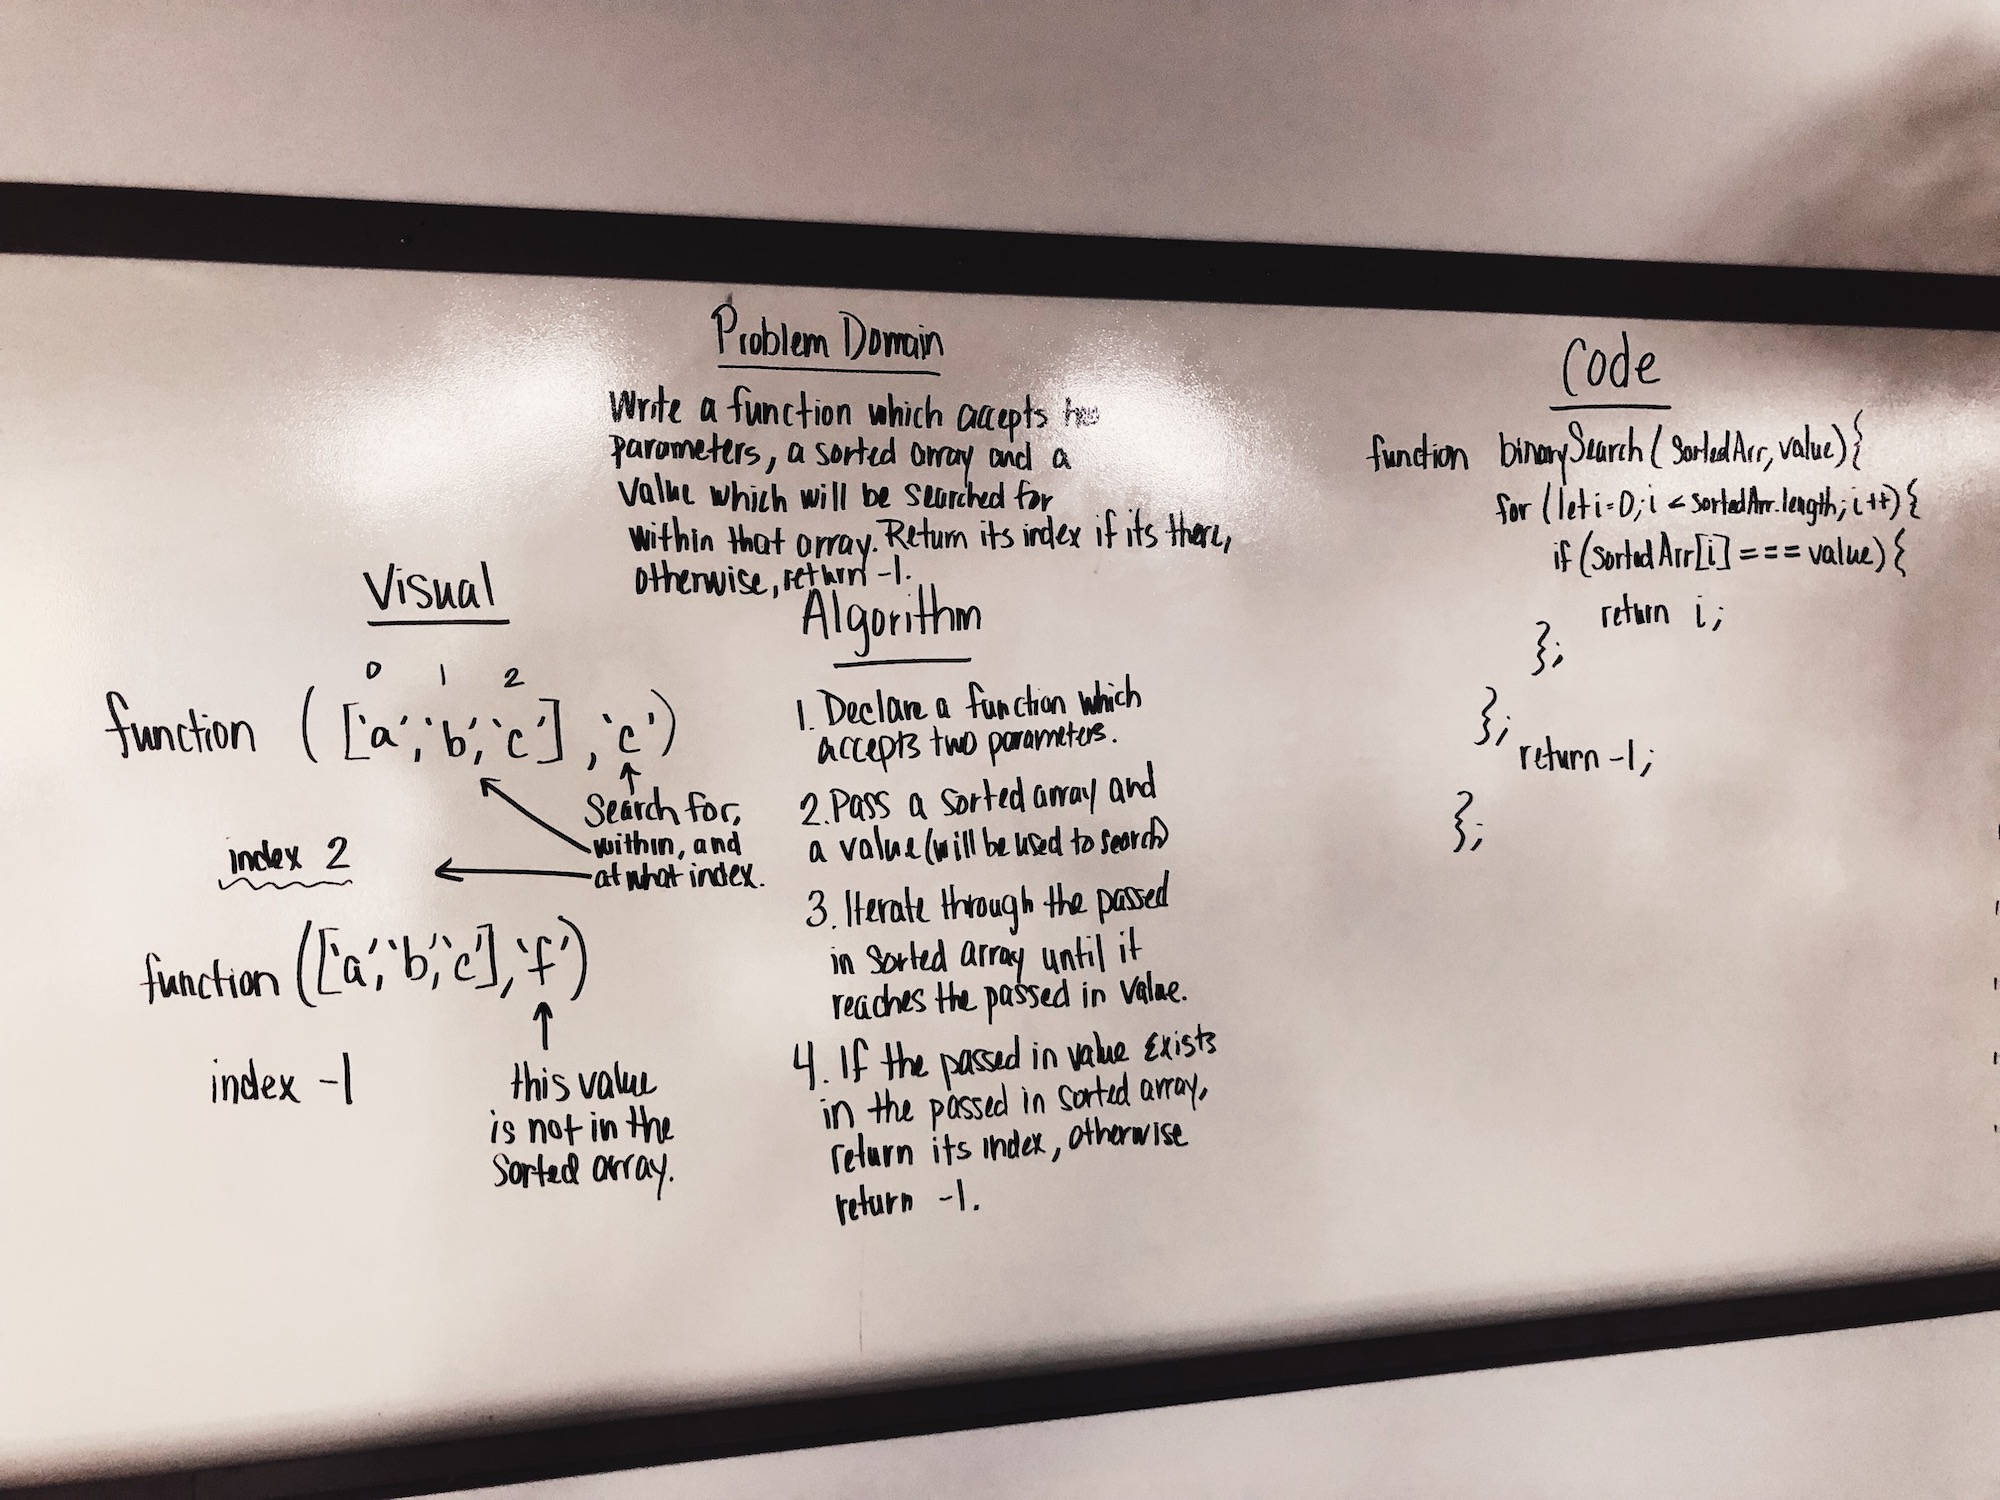 Problem Domain
Write a function which accepts two
parameters, a sorted array and a
value which will be searched for
within that array. Return its index if its there,
otherwise, return -1.
Visual
0 1 2
function (['a','b','c'],'c')
Search for,
within, and
at what index.
index 2
function(['a','b','c'],'f')
index -1
this value
is not in the
sorted array.
Algorithm
1. Declare a function which
accepts two parameters.
2. Pass a sorted array and
a value (will be used to search)
3. Iterate through the passed
in sorted array until it
reaches the passed in value.
4. If the passed in value exists
in the passed in sorted array,
return its index, otherwise
return -1.
Code
function binarySearch(sortedArr, value){
for (let i=0; i < sortedArr.length; i++){
if (sortedArr[i] === value){
return i;
};
};
return -1;
};